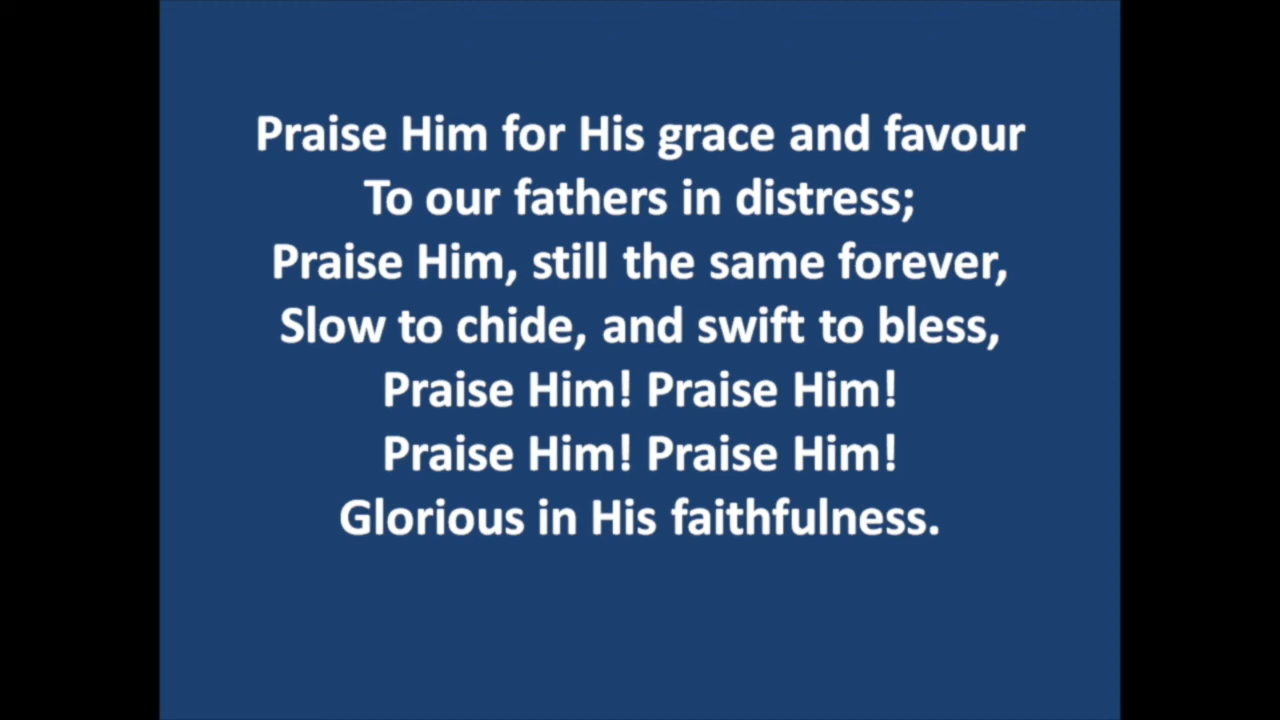 Praise Him for His grace and favour
To our fathers in distress;
Praise Him, still the same forever,
Slow to chide, and swift to bless,
Praise Him! Praise Him!
Praise Him! Praise Him!
Glorious in His faithfulness.